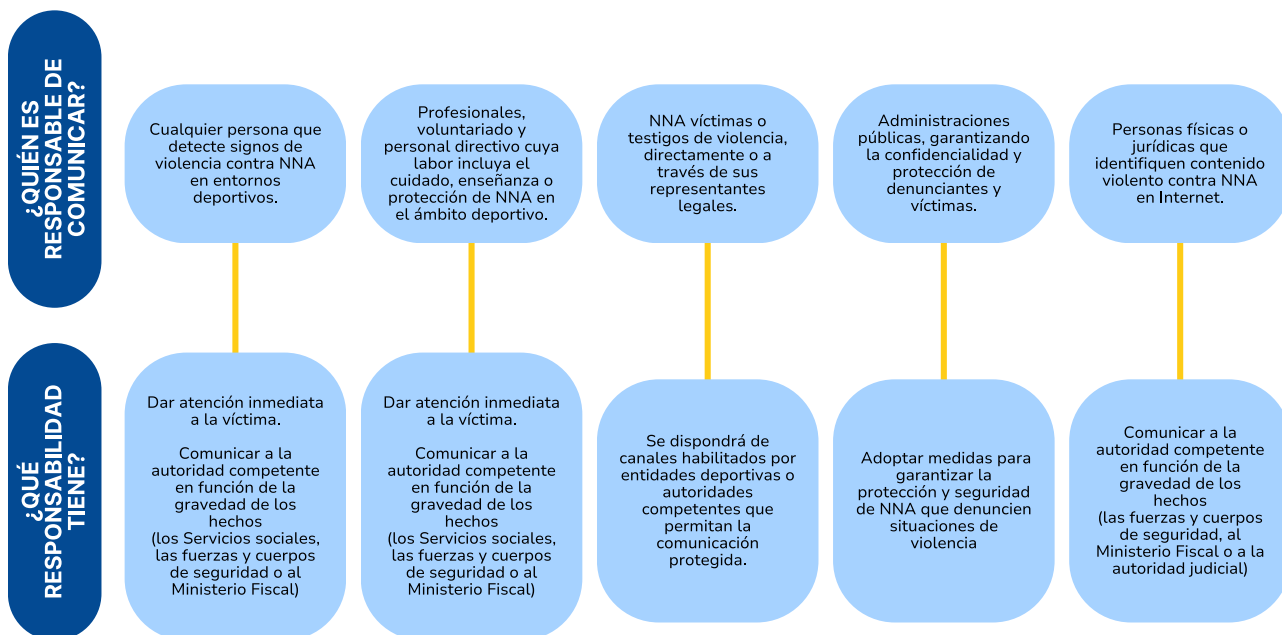 ¿QUIÉN ES
RESPONSABLE DE
COMUNICAR?
Cualquier persona que
detecte signos de
violencia contra NNA
en entornos
deportivos.
Profesionales,
voluntariado y
personal directivo cuya
labor incluya el
cuidado, enseñanza o
protección de NNA en
el ámbito deportivo.
NNA víctimas o
testigos de violencia,
directamente o a
través de sus
representantes
legales.
Administraciones
públicas, garantizando
la confidencialidad y
protección de
denunciantes y
víctimas.
Personas físicas o
jurídicas que
identifiquen contenido
violento contra NNA
en Internet.
¿QUÉ
RESPONSABILIDAD
TIENE?
Dar atención inmediata
a la víctima.
Comunicar a la
autoridad competente
en función de la
gravedad de los
hechos
(los Servicios sociales,
las fuerzas y cuerpos
de seguridad o al
Ministerio Fiscal)
Dar atención inmediata
a la víctima.
Comunicar a la
autoridad competente
en función de la
gravedad de los
hechos
(los Servicios sociales,
las fuerzas y cuerpos
de seguridad o al
Ministerio Fiscal)
Se dispondrá de
canales habilitados por
entidades deportivas o
autoridades
competentes que
permitan la
comunicación
protegida.
Adoptar medidas para
garantizar la
protección y seguridad
de NNA que denuncien
situaciones de
violencia
Comunicar a la
autoridad competente
en función de la
gravedad de los
hechos
(las fuerzas y cuerpos
de seguridad, al
Ministerio Fiscal o a la
autoridad judicial)